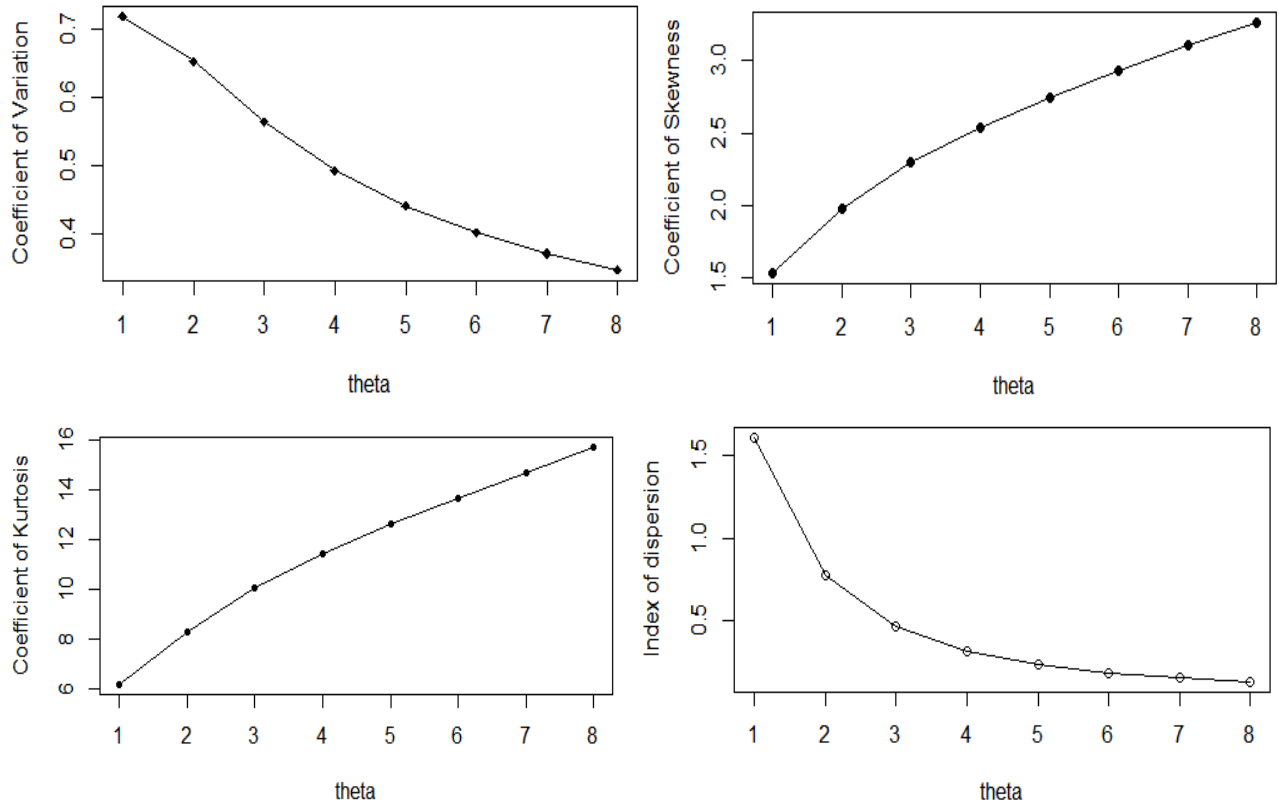 Coefficient of Variation
0.7
0.6
0.5
0.4
1 2 3 4 5 6 7 8
theta
Coefficient of Skewness
3.0
2.5
2.0
1.5
1 2 3 4 5 6 7 8
theta
Coefficient of Kurtosis
16
14
12
10
8
6
1 2 3 4 5 6 7 8
theta
Index of dispersion
1.5
1.0
0.5
1 2 3 4 5 6 7 8
theta